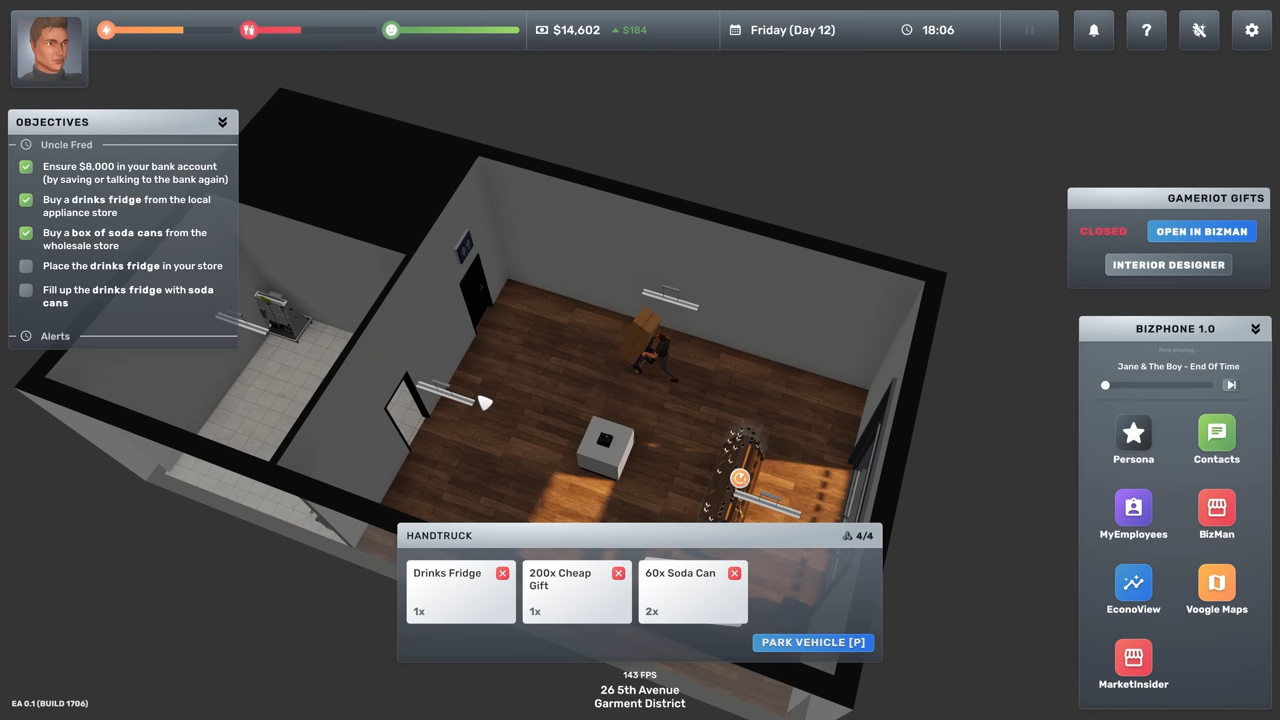 $14,602 ▲ $184
Friday (Day 12)
18:06
?
OBJECTIVES
Uncle Fred
Ensure $8,000 in your bank account
(by saving or talking to the bank again)
Buy a drinks fridge from the local
appliance store
Buy a box of soda cans from the
wholesale store
Place the drinks fridge in your store
Fill up the drinks fridge with soda
cans
Alerts
GAMERIOT GIFTS
CLOSED
OPEN IN BIZMAN
INTERIOR DESIGNER
BIZPHONE 1.0
Now playing...
Jane & The Boy - End Of Time
Persona
Contacts
MyEmployees
BizMan
EconoView
Voogle Maps
MarketInsider
HANDTRUCK
4/4
Drinks Fridge
1x
200x Cheap
Gift
1x
60x Soda Can
2x
PARK VEHICLE [P]
143 FPS
26 5th Avenue
Garment District
EA 0.1 (BUILD 1706)